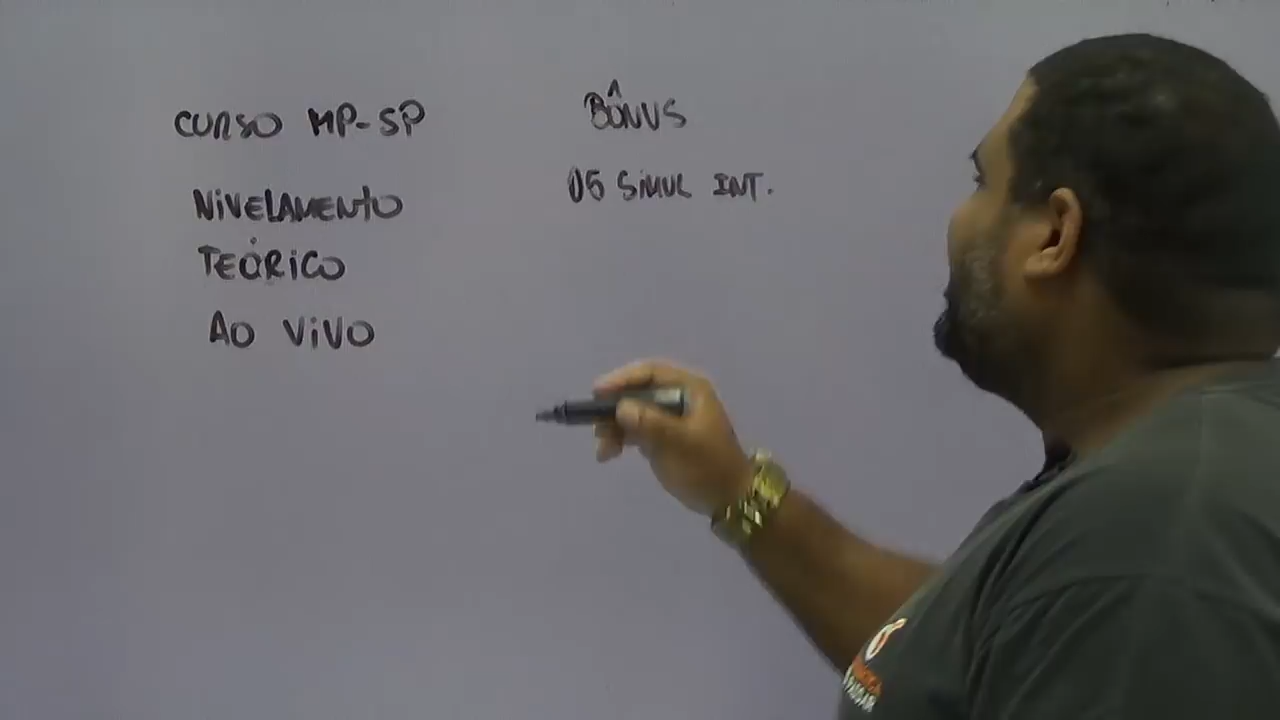 CURSO MP-SP
NIVELAMENTO
TEÓRICO
AO VIVO
BÔNUS
05 SIMUL INT.